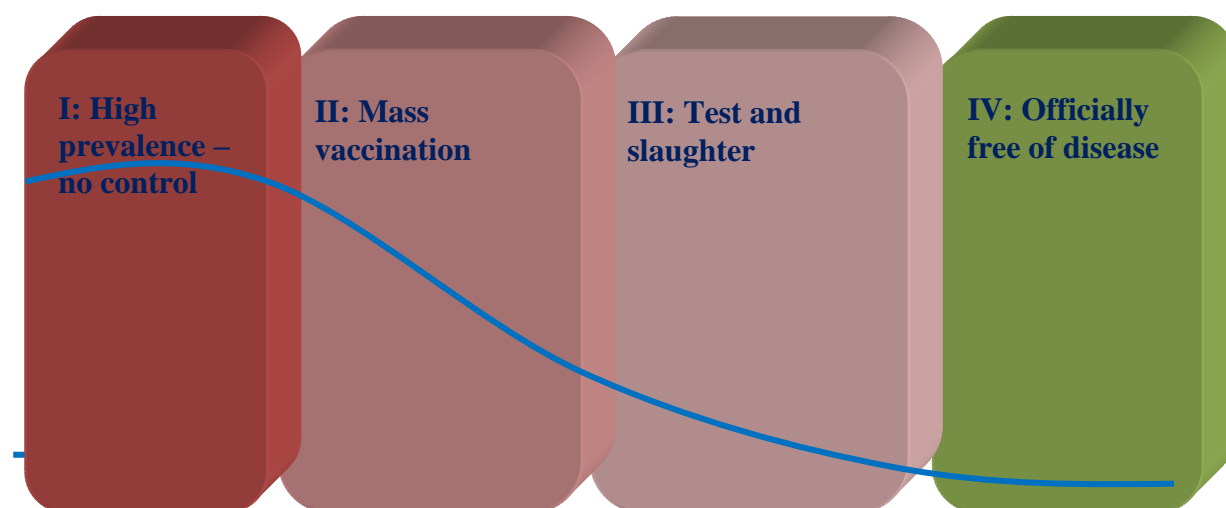 I: High
prevalence –
no control
II: Mass
vaccination
III: Test and
slaughter
IV: Officially
free of disease